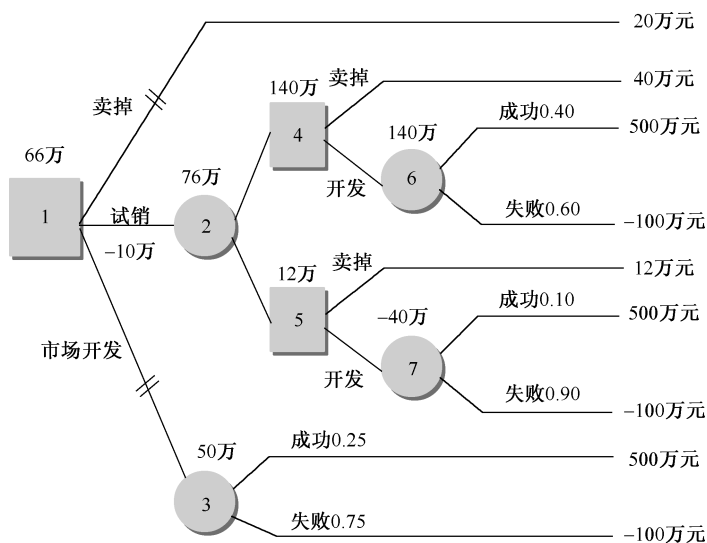 20万元
卖掉
140万
卖掉
40万元
成功0.40
500万元
4
140万
66万
76万
6
开发
失败0.60
-100万元
1
试销
2
-10万
12万
卖掉
12万元
成功0.10
500万元
5
-40万
市场开发
7
开发
失败0.90
-100万元
50万
成功0.25
500万元
3
失败0.75
-100万元